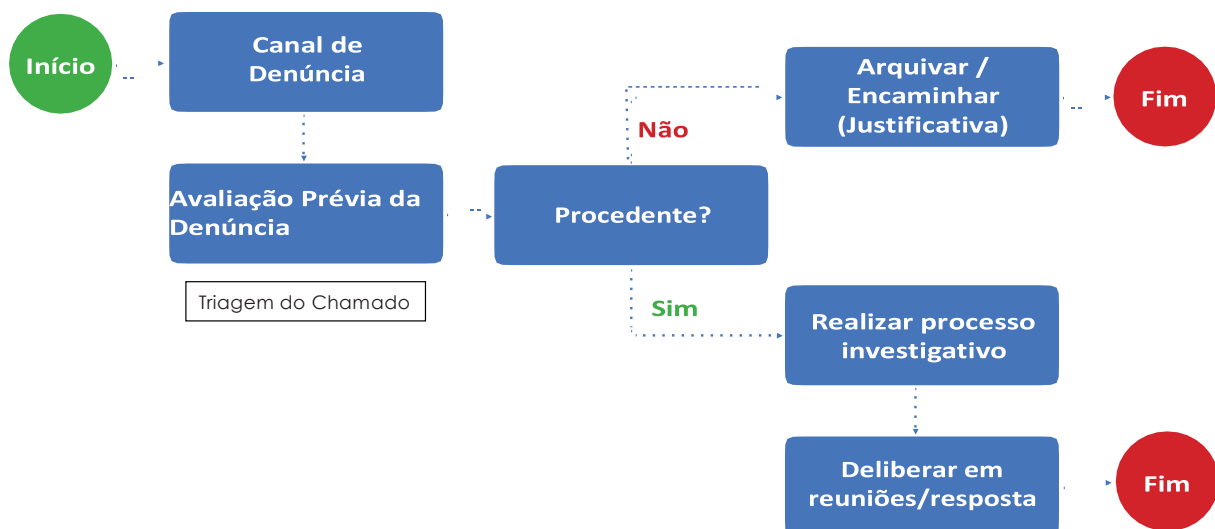 Início
Canal de
Denúncia
Avaliação Prévia da
Denúncia
Triagem do Chamado
Procedente?
Não
Arquivar /
Encaminhar
(Justificativa)
Fim
Sim
Realizar processo
investigativo
Deliberar em
reuniões/resposta
Fim